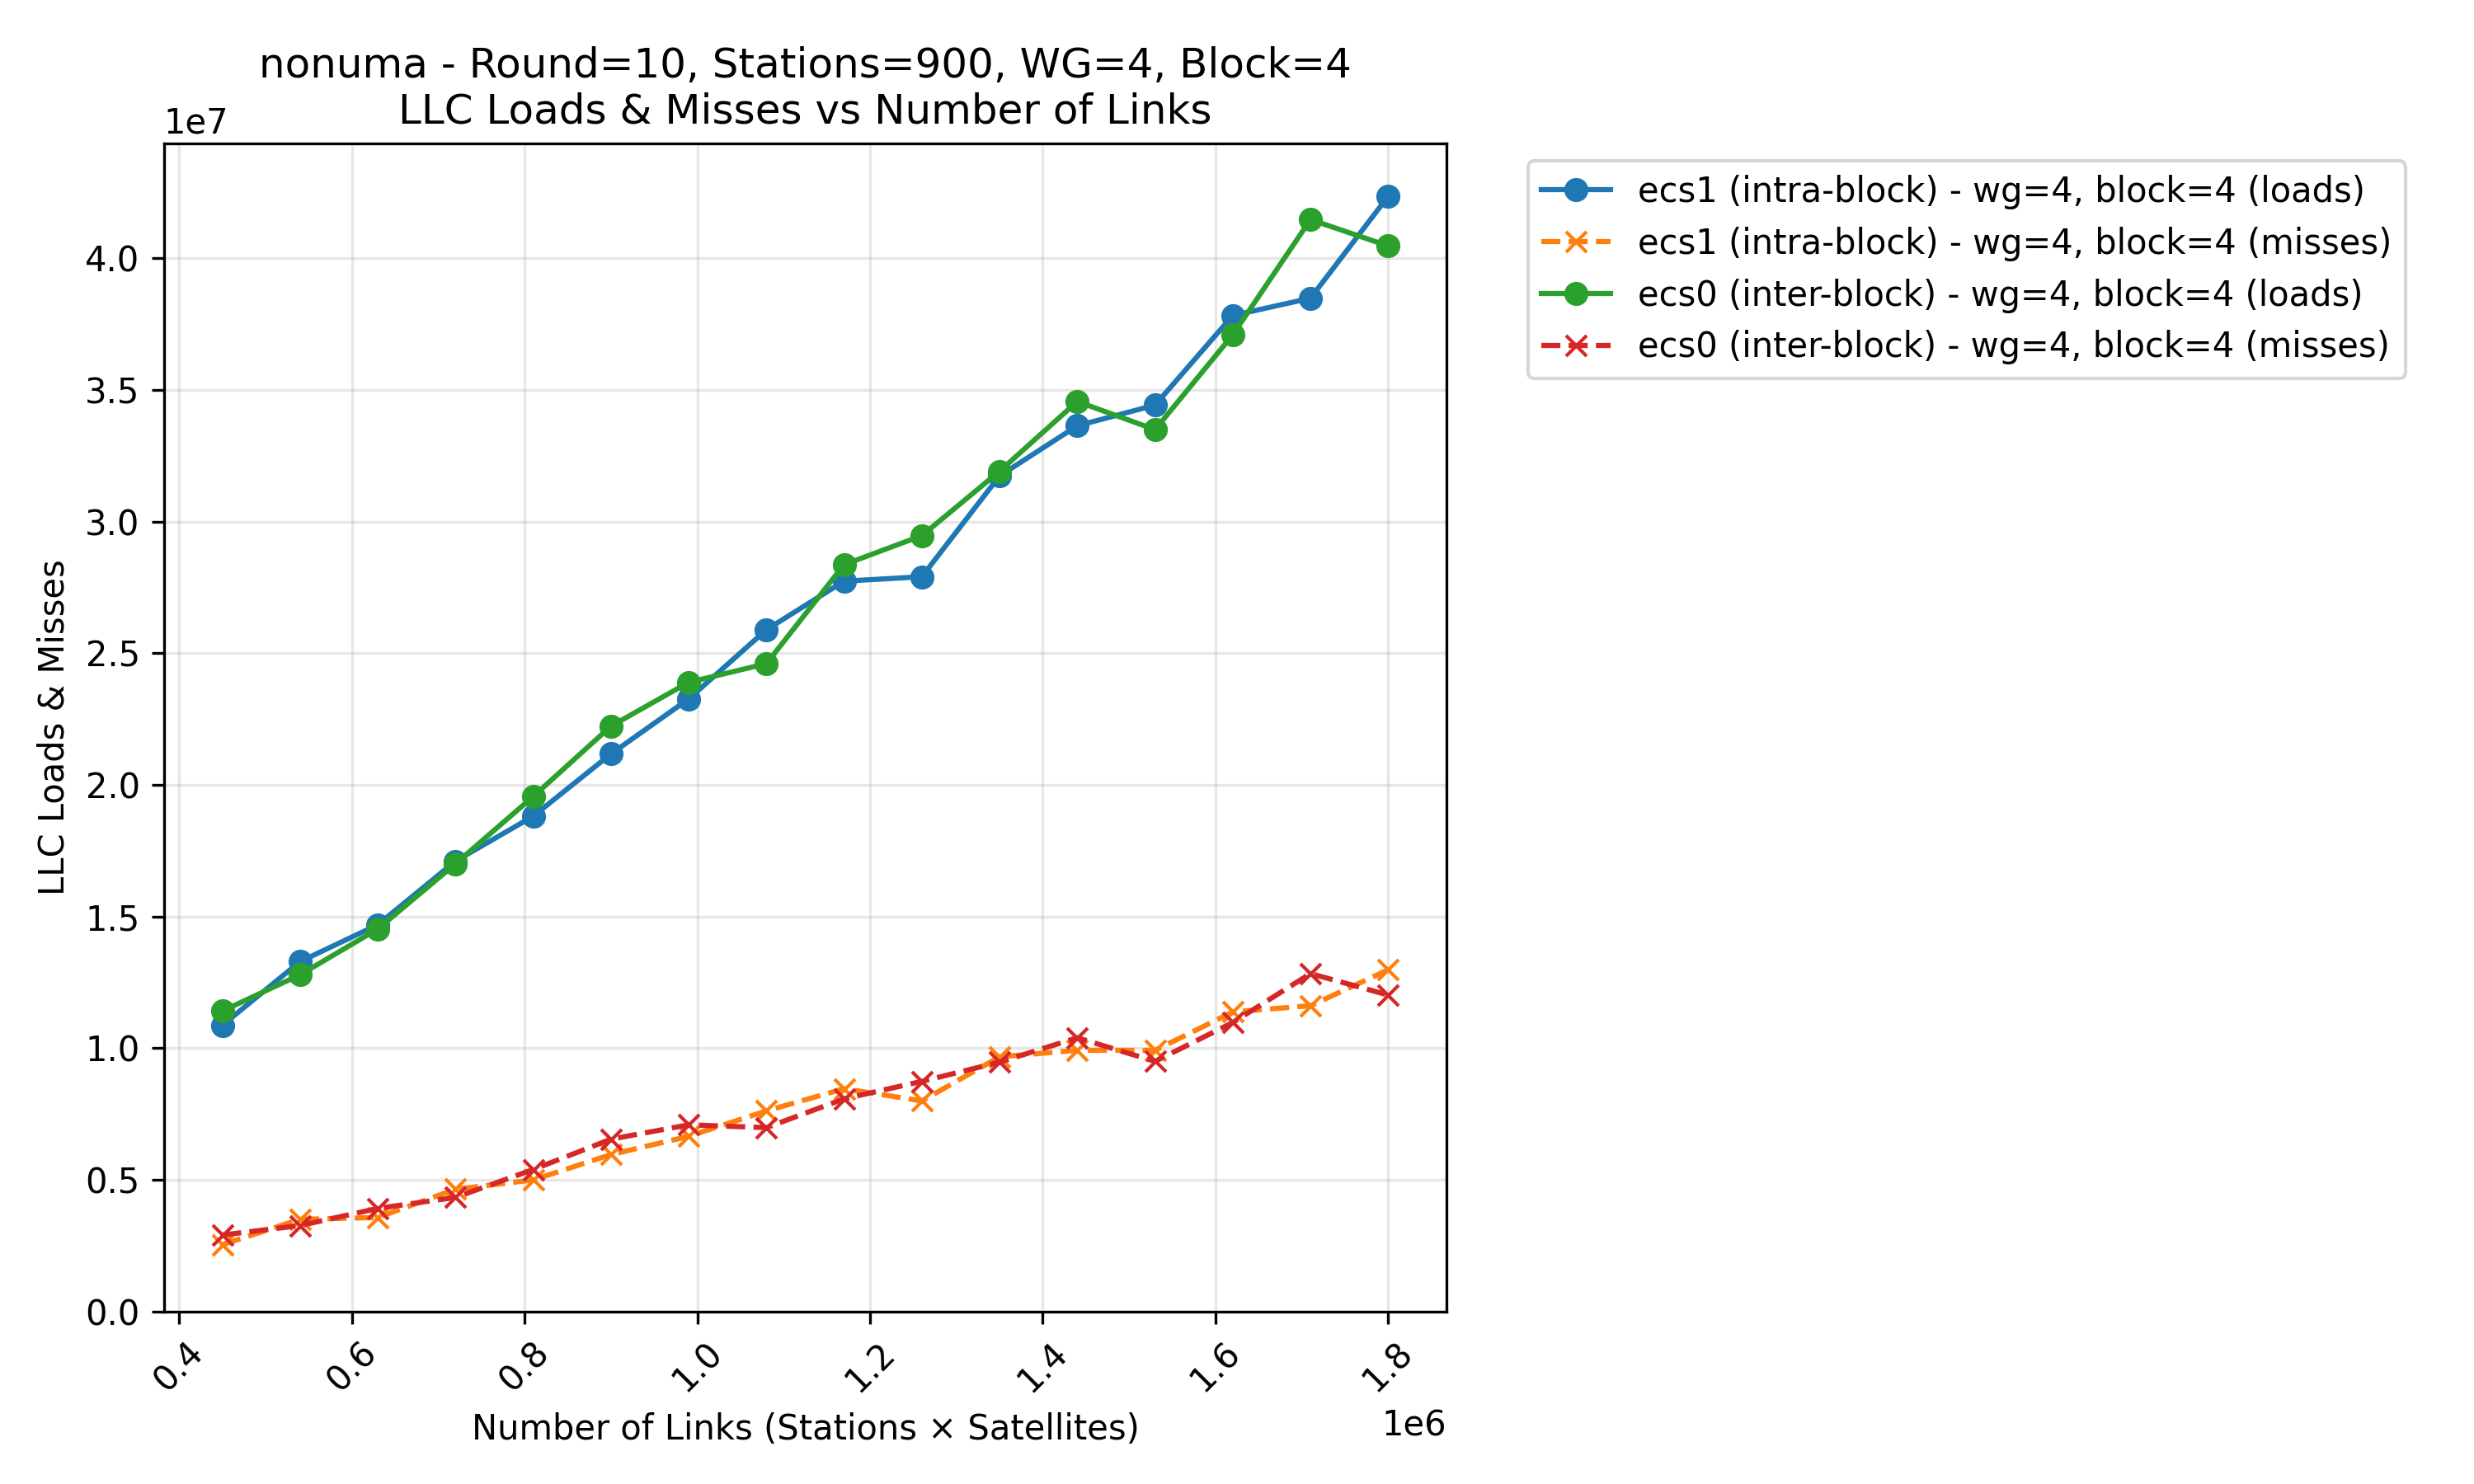 nonuma - Round=10, Stations=900, WG=4, Block=4
LLC Loads & Misses vs Number of Links
1e7
4.0
3.5
3.0
2.5
2.0
1.5
1.0
0.5
0.0
LLC Loads & Misses
0.4
0.6
0.8
1.0
1.2
1.4
1.6
1.8
1e6
Number of Links (Stations × Satellites)
ecs1 (intra-block) - wg=4, block=4 (loads)
ecs1 (intra-block) - wg=4, block=4 (misses)
ecs0 (inter-block) - wg=4, block=4 (loads)
ecs0 (inter-block) - wg=4, block=4 (misses)